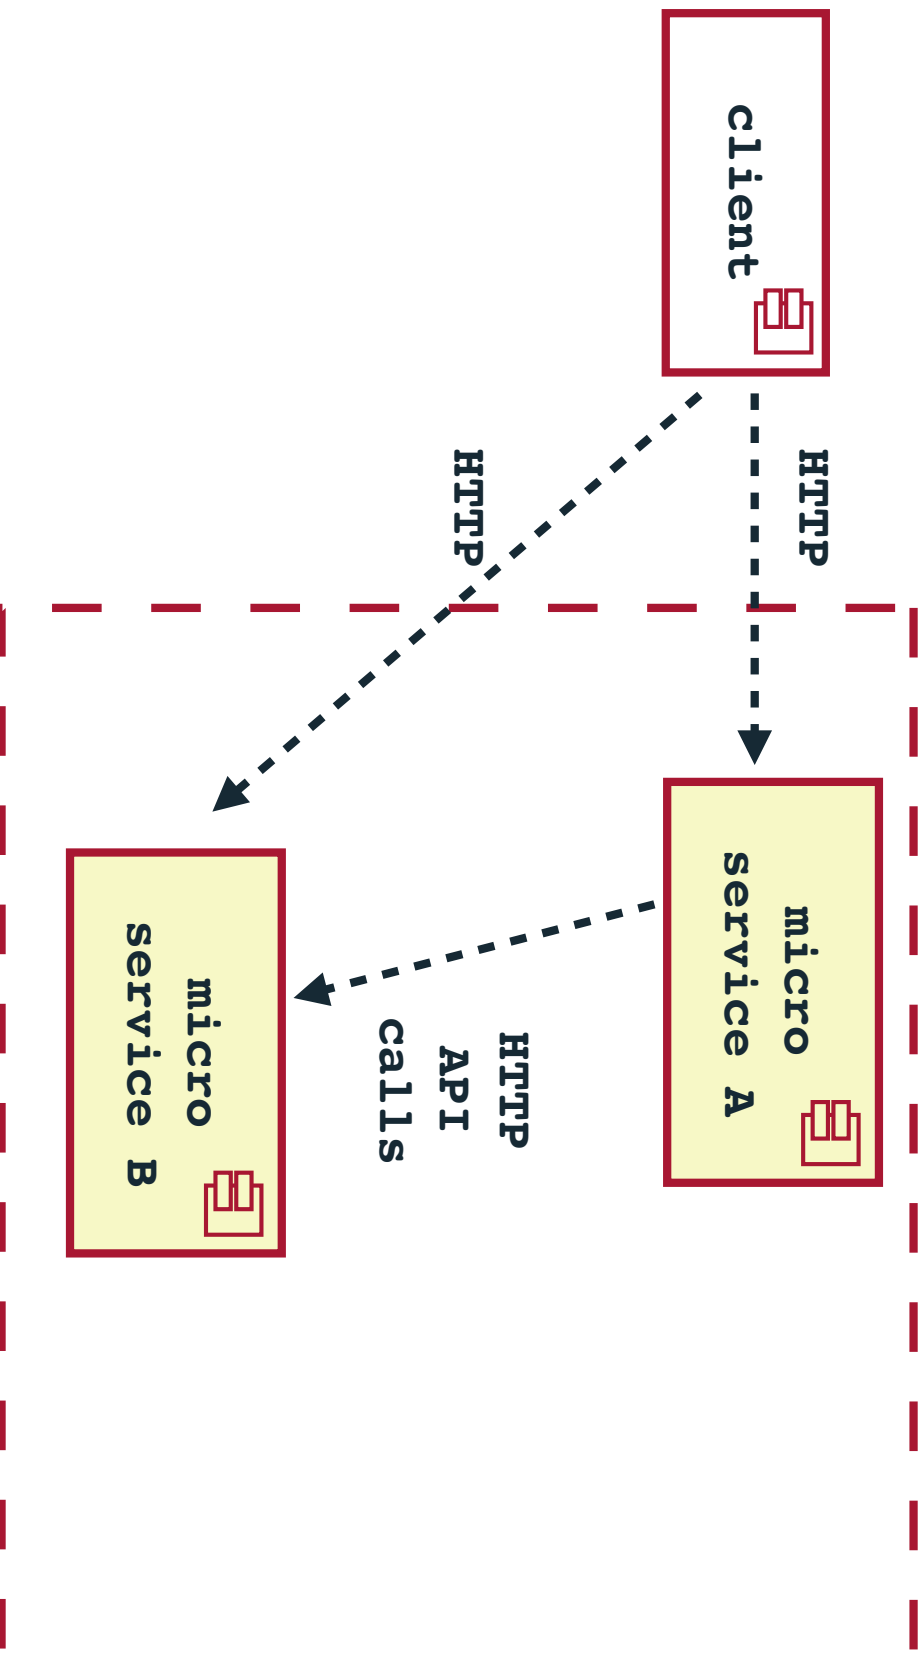 client
HTTP
HTTP
micro
service A
HTTP
API
calls
micro
service B